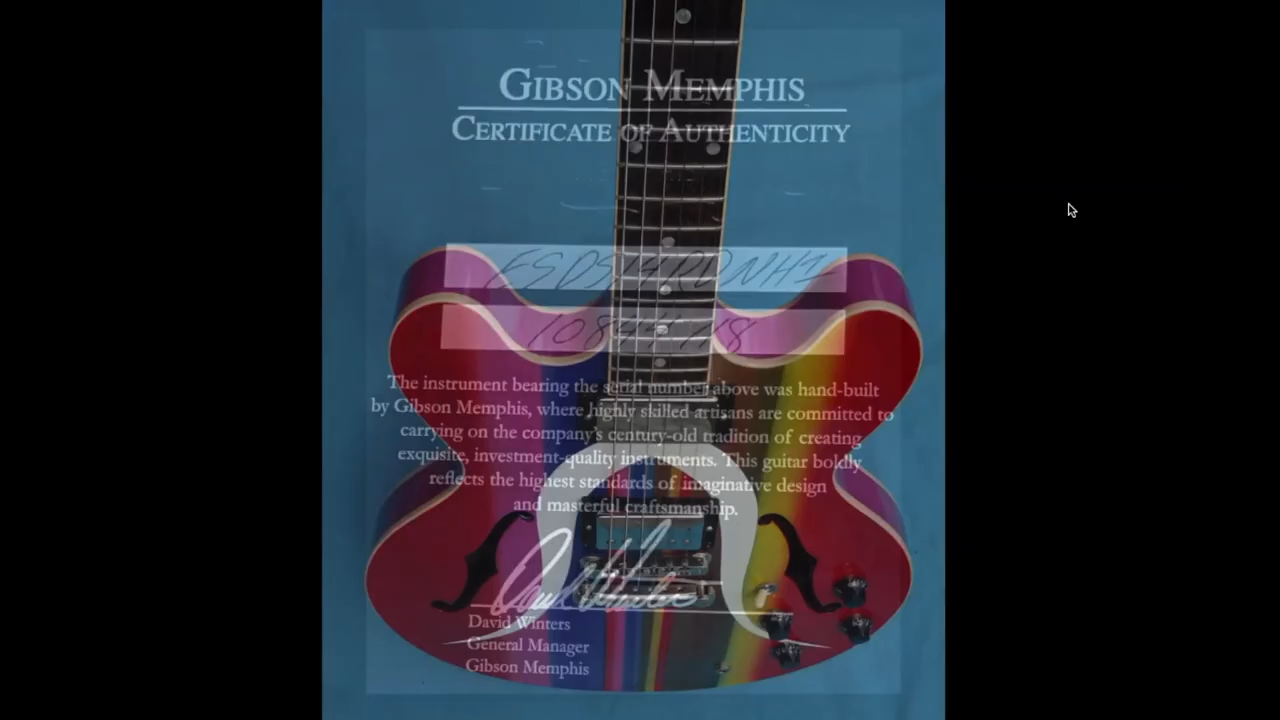 GIBSON MEMPHIS
CERTIFICATE OF AUTHENTICITY
ESDS14RDNH1
The instrument bearing the serial number above was hand-built
by Gibson Memphis, where highly skilled artisans are committed to
carrying on the company's century-old tradition of creating
exquisite, investment-quality instruments. This guitar boldly
reflects the highest standards of imaginative design
and masterful craftsmanship.
David Winters
General Manager
Gibson Memphis